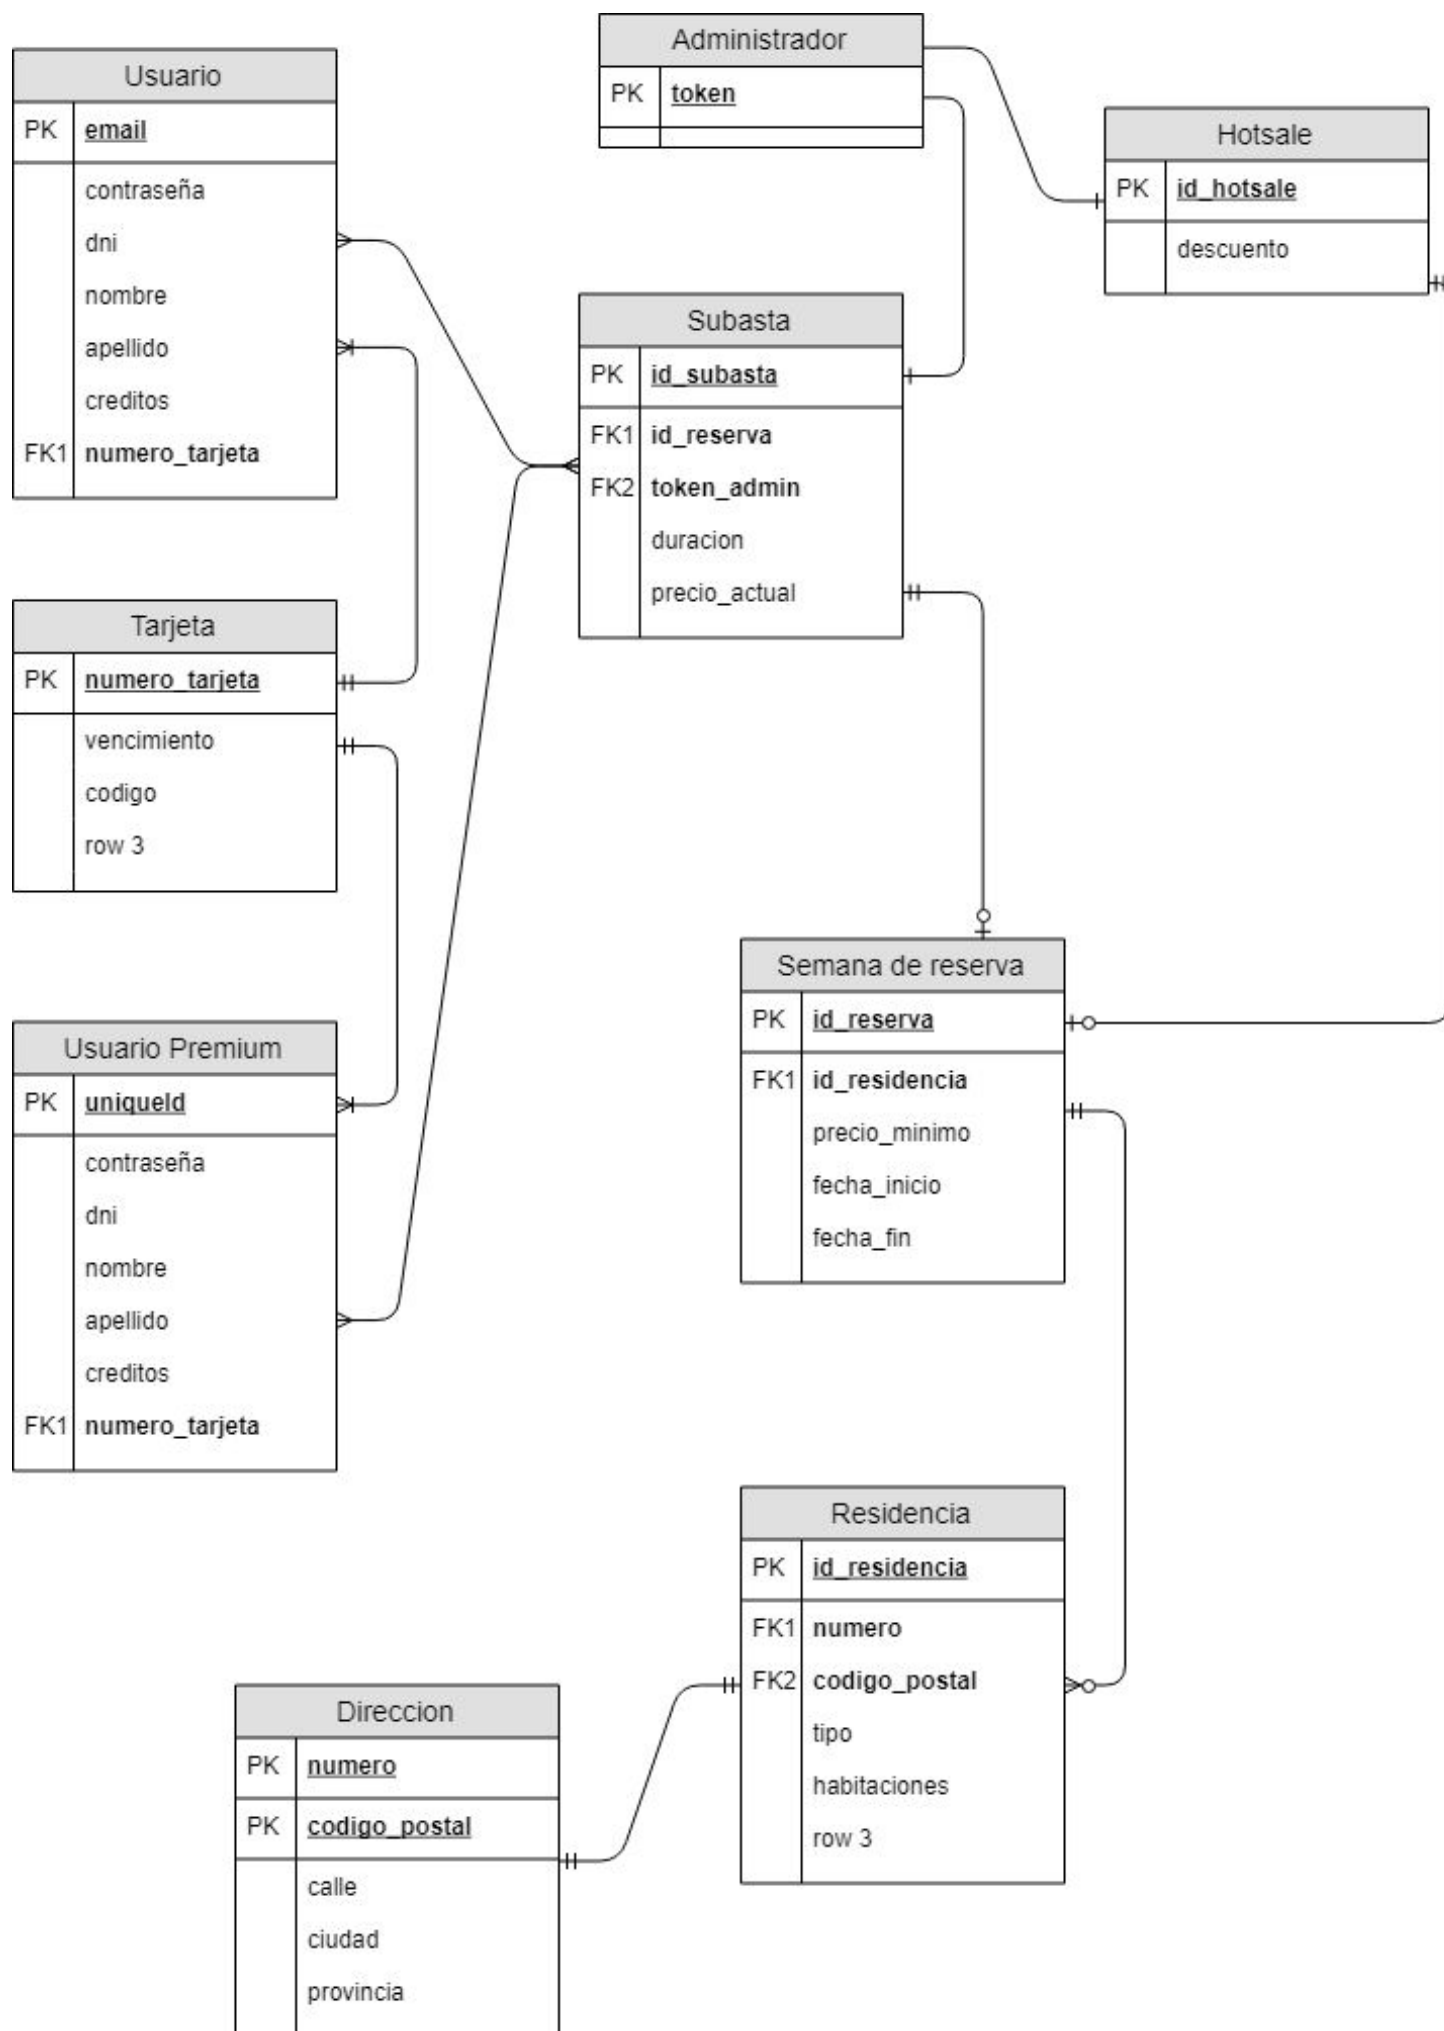 Usuario
PK email
contraseña
dni
nombre
apellido
creditos
FK1 numero_tarjeta
Administrador
PK token
Hotsale
PK id_hotsale
descuento
Subasta
PK id_subasta
FK1 id_reserva
FK2 token_admin
duracion
precio_actual
Tarjeta
PK numero_tarjeta
vencimiento
codigo
row 3
Usuario Premium
PK uniqueId
contraseña
dni
nombre
apellido
creditos
FK1 numero_tarjeta
Semana de reserva
PK id_reserva
FK1 id_residencia
precio_minimo
fecha_inicio
fecha_fin
Residencia
PK id_residencia
FK1 numero
FK2 codigo_postal
tipo
habitaciones
row 3
Direccion
PK numero
PK codigo_postal
calle
ciudad
provincia